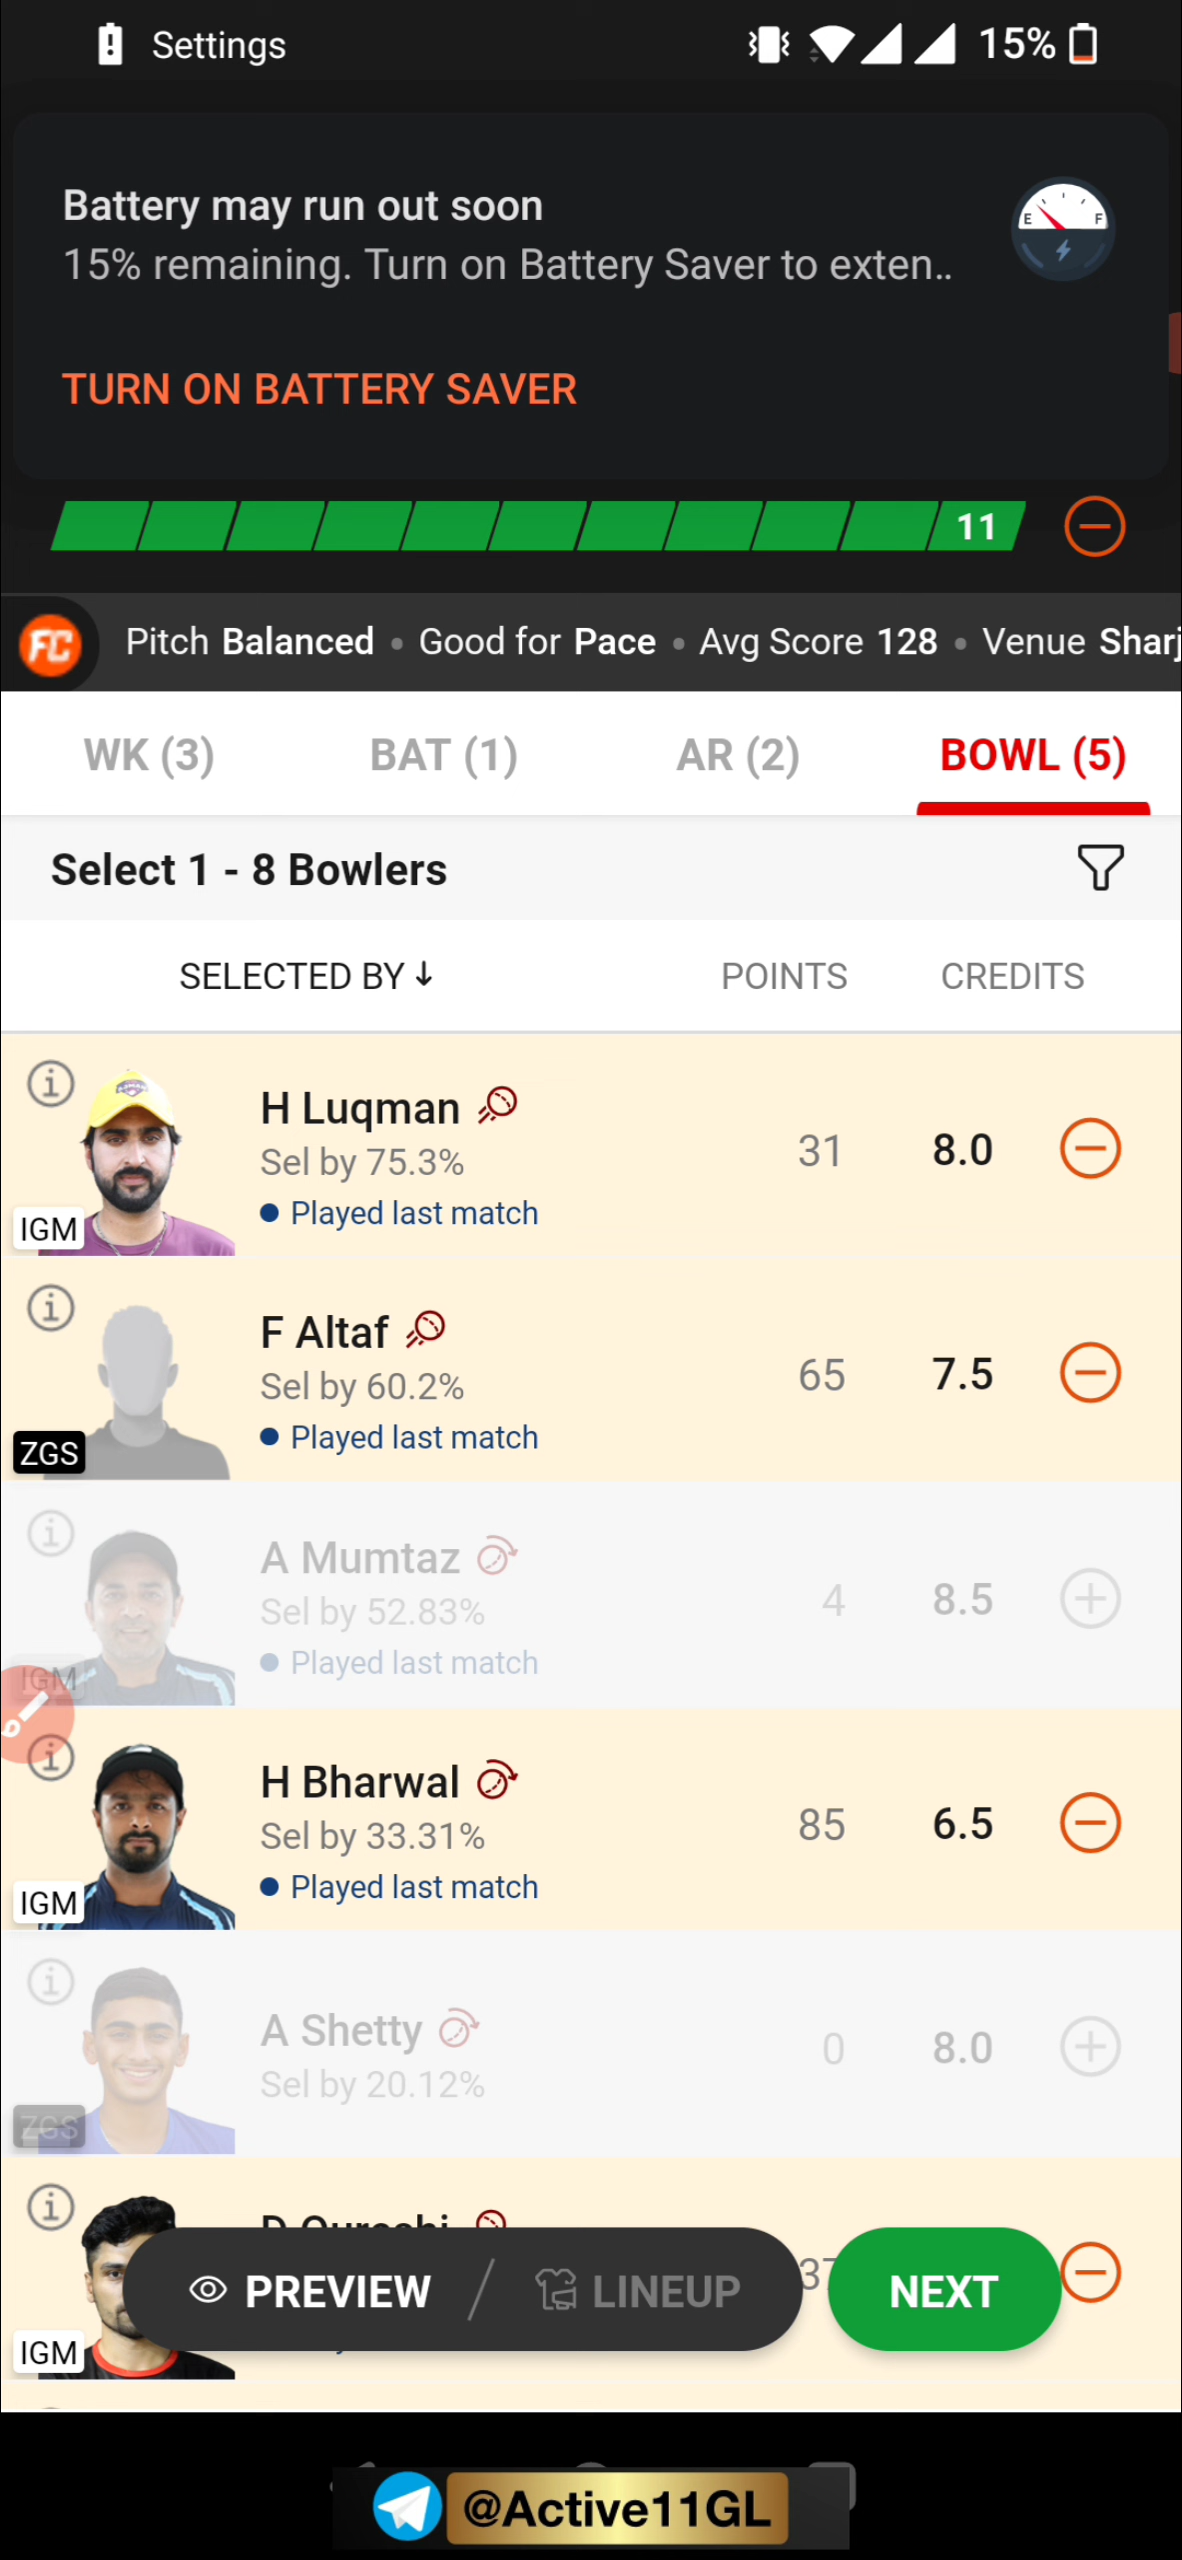 Settings
15%
Battery may run out soon
E F
15% remaining. Turn on Battery Saver to exten..
TURN ON BATTERY SAVER
11
FC Pitch Balanced • Good for Pace • Avg Score 128 • Venue Sharj
WK (3) BAT (1) AR (2) BOWL (5)
Select 1 - 8 Bowlers
SELECTED BY ↓ POINTS CREDITS
H Luqman
Sel by 75.3% 31 8.0
Played last match
IGM
F Altaf
Sel by 60.2% 65 7.5
Played last match
ZGS
A Mumtaz
Sel by 52.83% 4 8.5
Played last match
IGM
H Bharwal
Sel by 33.31% 85 6.5
Played last match
IGM
A Shetty 0 8.0
Sel by 20.12%
ZGS
D Qureshi
PREVIEW LINEUP 37 NEXT
IGM
@Active11GL